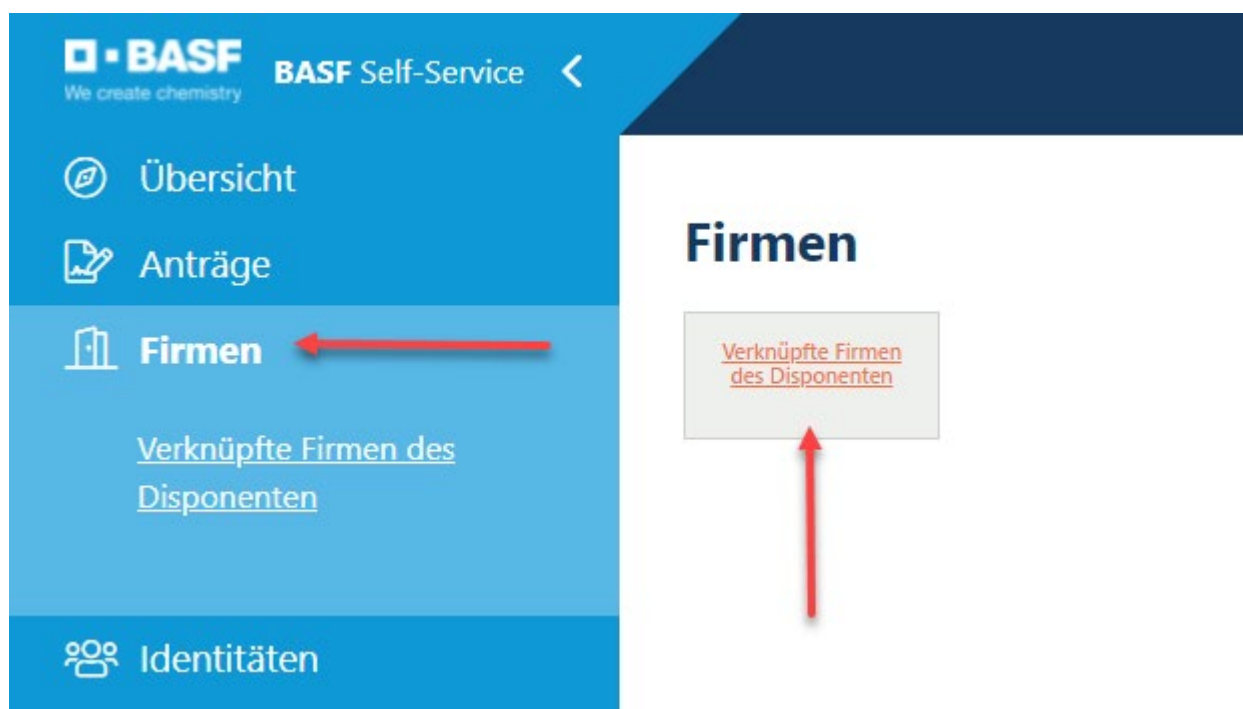 BASF
We create chemistry
BASF Self-Service
Übersicht
Anträge
Firmen
Verknüpfte Firmen des
Disponenten
Identitäten
Firmen
Verknüpfte Firmen
des Disponenten